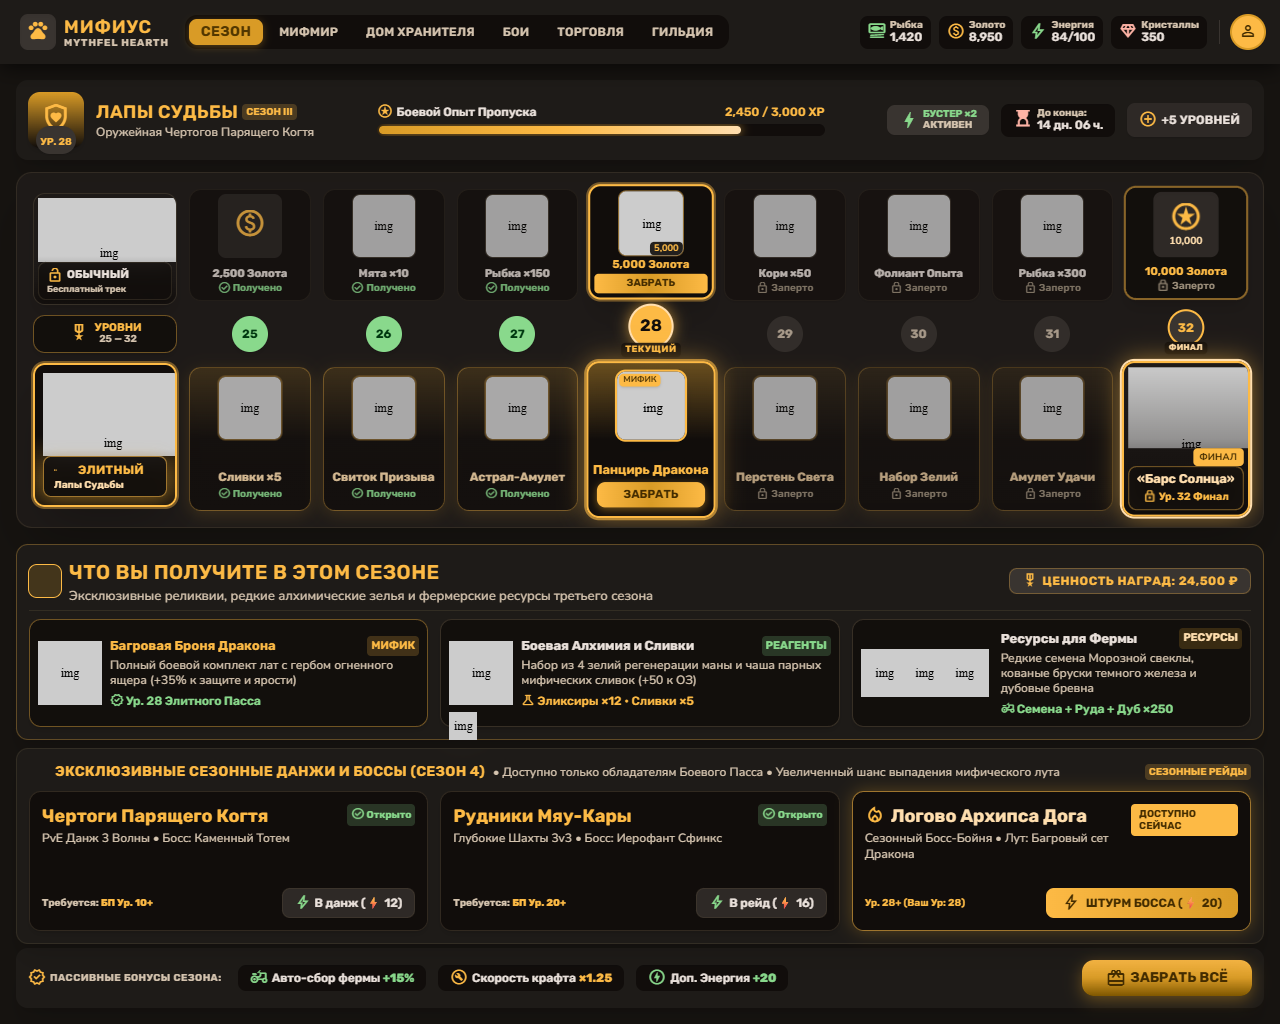 МИФИУС
MYTHFEL HEARTH
СЕЗОН
МИФМИР
ДОМ ХРАНИТЕЛЯ
БОИ
ТОРГОВЛЯ
ГИЛЬДИЯ
Рыбка
1,420
Золото
8,950
Энергия
84/100
Кристаллы
350
УР. 28
ЛАПЫ СУДЬБЫ
СЕЗОН III
Оружейная Чертогов Парящего Когтя
Боевой Опыт Пропуска
2,450 / 3,000 XP
БУСТЕР ×2
АКТИВЕН
До конца:
14 дн. 06 ч.
+5 УРОВНЕЙ
img
ОБЫЧНЫЙ
Бесплатный трек
2,500 Золота
Получено
img
Мята ×10
Получено
img
Рыбка ×150
Получено
img
5,000
5,000 Золота
ЗАБРАТЬ
img
Корм ×50
Заперто
img
Фолиант Опыта
Заперто
img
Рыбка ×300
Заперто
10,000
10,000 Золота
Заперто
УРОВНИ
25 — 32
25
26
27
28
ТЕКУЩИЙ
29
30
31
32
ФИНАЛ
img
ЭЛИТНЫЙ
Лапы Судьбы
img
Сливки ×5
Получено
img
Свиток Призыва
Получено
img
Астрал-Амулет
Получено
МИФИК
img
Панцирь Дракона
ЗАБРАТЬ
img
Перстень Света
Заперто
img
Набор Зелий
Заперто
img
Амулет Удачи
Заперто
img
ФИНАЛ
«Барс Солнца»
Ур. 32 Финал
ЧТО ВЫ ПОЛУЧИТЕ В ЭТОМ СЕЗОНЕ
Эксклюзивные реликвии, редкие алхимические зелья и фермерские ресурсы третьего сезона
ЦЕННОСТЬ НАГРАД: 24,500 ₽
img
Багровая Броня Дракона
МИФИК
Полный боевой комплект лат с гербом огненного
ящера (+35% к защите и ярости)
Ур. 28 Элитного Пасса
img
img
Боевая Алхимия и Сливки
РЕАГЕНТЫ
Набор из 4 зелий регенерации маны и чаша парных
мифических сливок (+50 к ОЗ)
Эликсиры ×12 • Сливки ×5
img
img
img
Ресурсы для Фермы
РЕСУРСЫ
Редкие семена Морозной свеклы,
кованые бруски темного железа и
дубовые бревна
Семена + Руда + Дуб ×250
ЭКСКЛЮЗИВНЫЕ СЕЗОННЫЕ ДАНЖИ И БОССЫ (СЕЗОН 4)
• Доступно только обладателям Боевого Пасса • Увеличенный шанс выпадения мифического лута
СЕЗОННЫЕ РЕЙДЫ
Чертоги Парящего Когтя
Открыто
PvE Данж 3 Волны • Босс: Каменный Тотем
Требуется: БП Ур. 10+
В данж ( 12)
Рудники Мяу-Кары
Открыто
Глубокие Шахты 3v3 • Босс: Иерофант Сфинкс
Требуется: БП Ур. 20+
В рейд ( 16)
Логово Архипса Дога
ДОСТУПНО
СЕЙЧАС
Сезонный Босс-Бойня • Лут: Багровый сет
Дракона
Ур. 28+ (Ваш Ур: 28)
ШТУРМ БОССА ( 20)
ПАССИВНЫЕ БОНУСЫ СЕЗОНА:
Авто-сбор фермы +15%
Скорость крафта ×1.25
Доп. Энергия +20
ЗАБРАТЬ ВСЁ